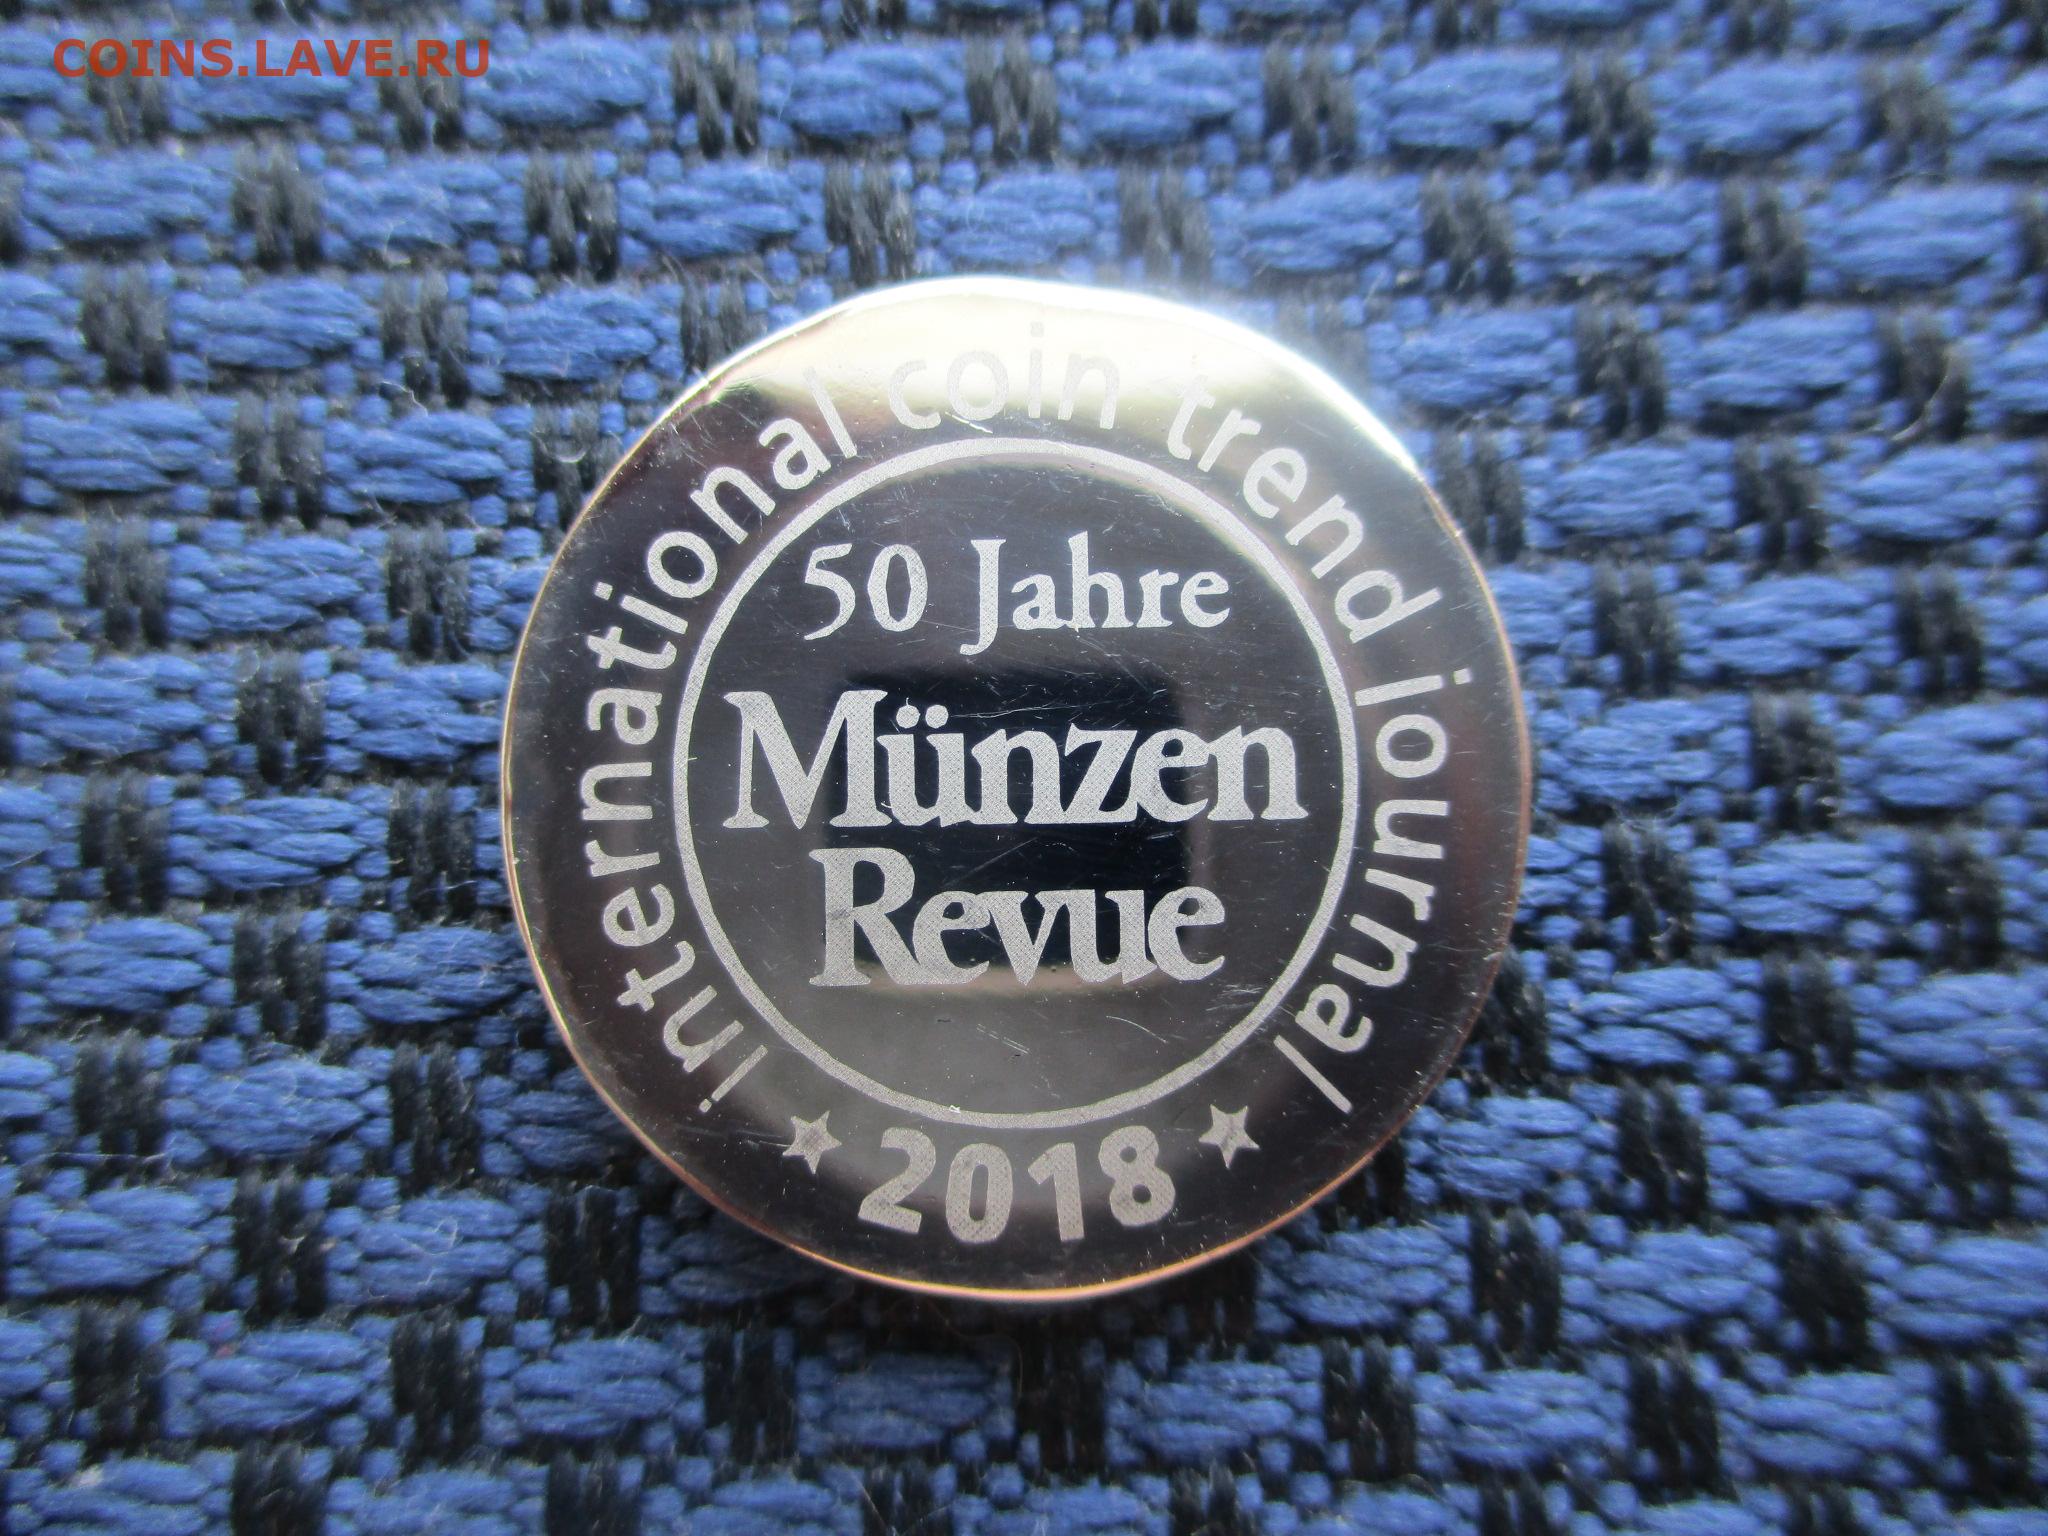 COINS.LAVE.RU
international coin trend journal
50 Jahre
Münzen
Revue
2018